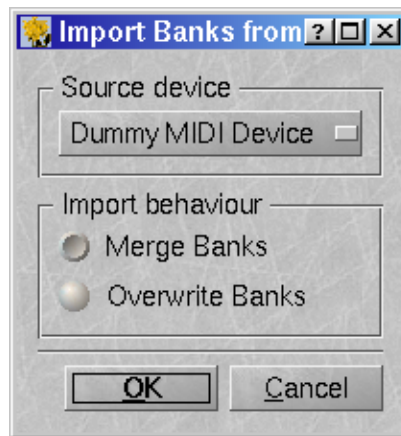 Import Banks from
Source device
Dummy MIDI Device
Import behaviour
Merge Banks
Overwrite Banks
OK
Cancel